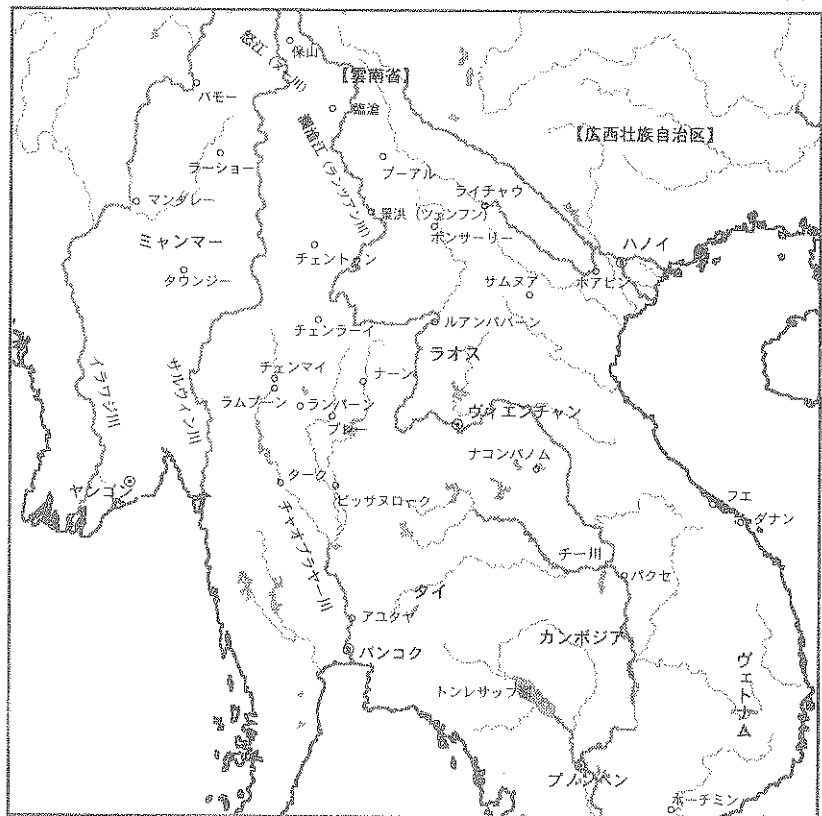 怒江（ヌー川）
保山
【雲南省】
バモー
臨滄
瀾滄江（ランツアン川）
【広西壮族自治区】
ラーショー
プーアル
マンダレー
ライチャウ
景洪（ツェンフン）
ポンサーリー
ミャンマー
チェントゥン
ハノイ
タウンジー
サムヌア
ホアビン
チェンラーイ
ルアンパバーン
ラオス
イラワジ川
サルウィン川
チェンマイ
ナーン
ラムプーン
ランパーン
プレー
ヴィエンチャン
ナコンパノム
ターク
ヤンゴン
ピッサヌローク
フエ
ダナン
チャオプラヤー川
チー川
パクセ
タイ
アユタヤ
カンボジア
バンコク
ヴェトナム
トンレサップ湖
プノンペン
ホーチミン